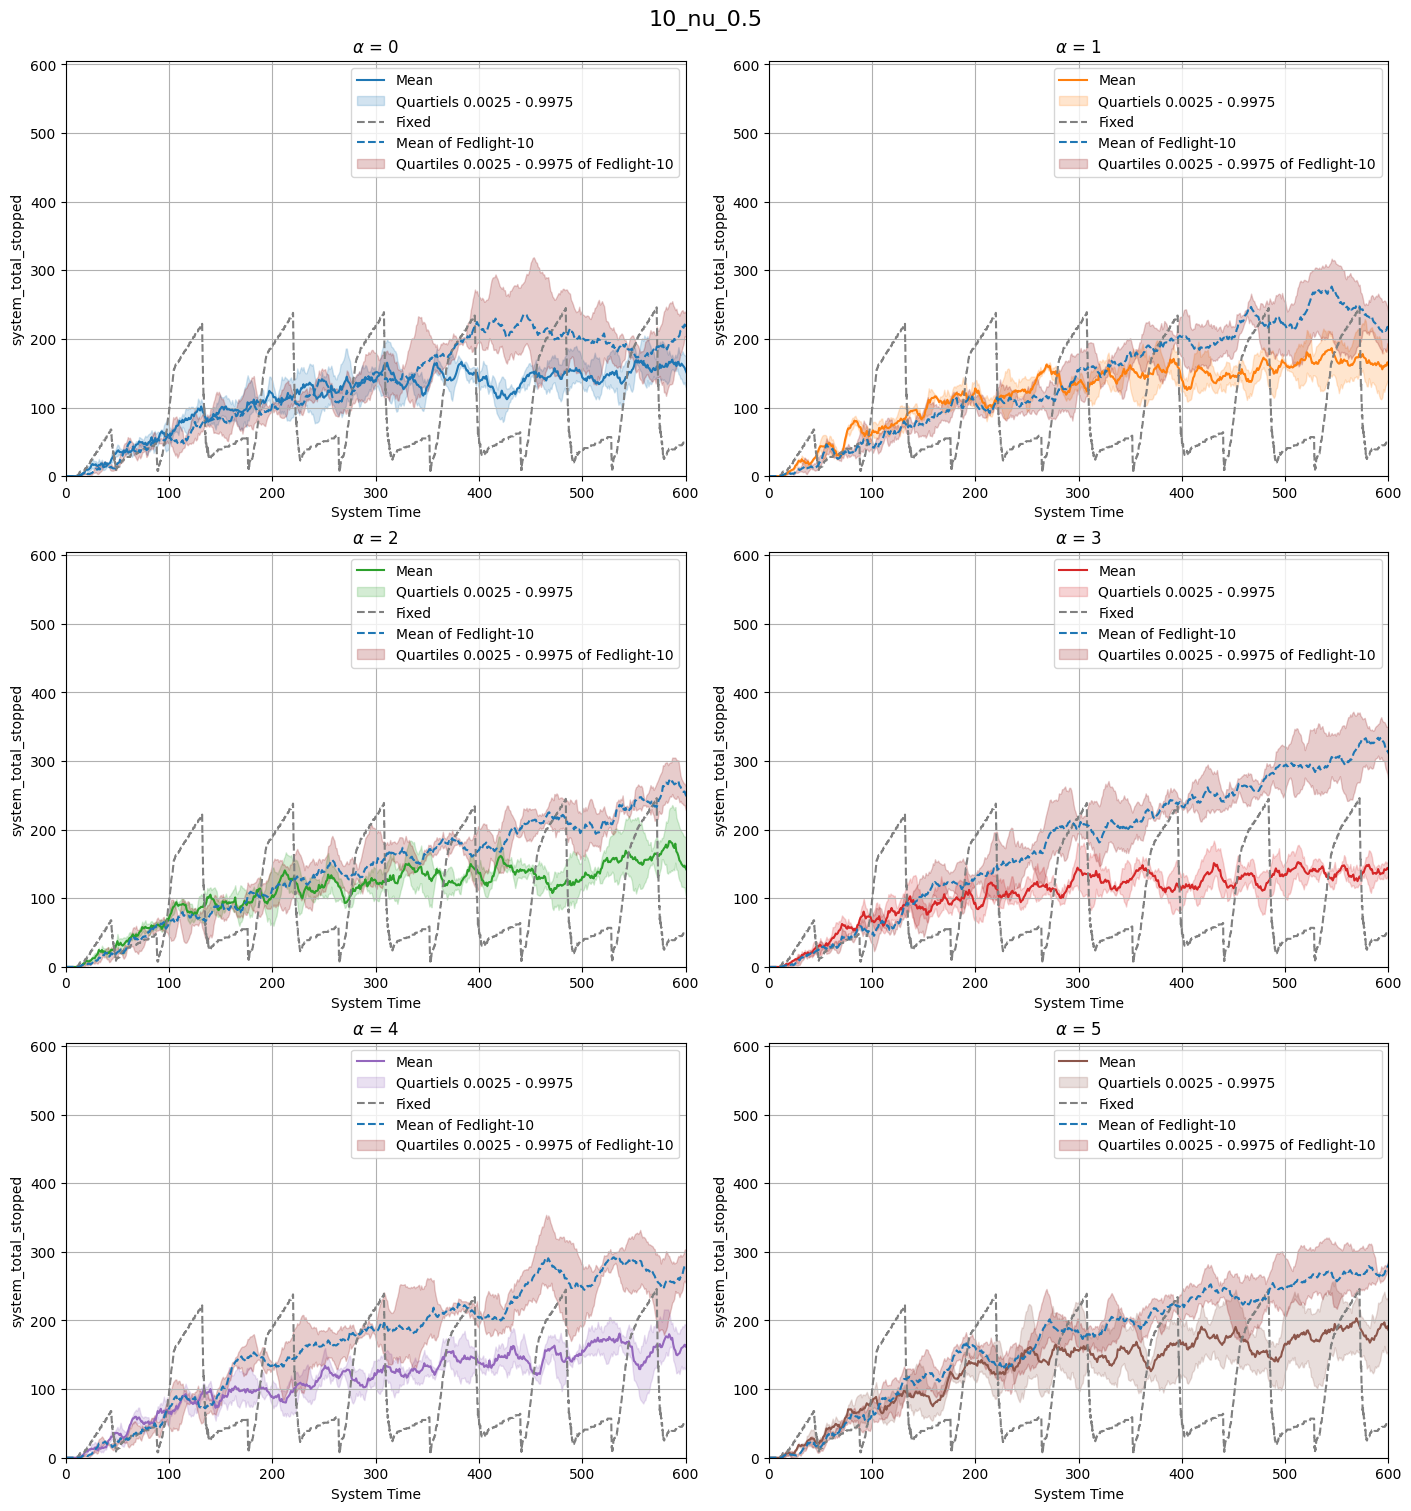 10_nu_0.5
α = 0
600
500
400
300
200
100
0
system_total_stopped
Mean
Quartiels 0.0025 - 0.9975
Fixed
Mean of Fedlight-10
Quartiles 0.0025 - 0.9975 of Fedlight-10
0 100 200 300 400 500 600
System Time
α = 1
600
500
400
300
200
100
0
system_total_stopped
Mean
Quartiels 0.0025 - 0.9975
Fixed
Mean of Fedlight-10
Quartiles 0.0025 - 0.9975 of Fedlight-10
0 100 200 300 400 500 600
System Time
α = 2
600
500
400
300
200
100
0
system_total_stopped
Mean
Quartiels 0.0025 - 0.9975
Fixed
Mean of Fedlight-10
Quartiles 0.0025 - 0.9975 of Fedlight-10
0 100 200 300 400 500 600
System Time
α = 3
600
500
400
300
200
100
0
system_total_stopped
Mean
Quartiels 0.0025 - 0.9975
Fixed
Mean of Fedlight-10
Quartiles 0.0025 - 0.9975 of Fedlight-10
0 100 200 300 400 500 600
System Time
α = 4
600
500
400
300
200
100
0
system_total_stopped
Mean
Quartiels 0.0025 - 0.9975
Fixed
Mean of Fedlight-10
Quartiles 0.0025 - 0.9975 of Fedlight-10
0 100 200 300 400 500 600
System Time
α = 5
600
500
400
300
200
100
0
system_total_stopped
Mean
Quartiels 0.0025 - 0.9975
Fixed
Mean of Fedlight-10
Quartiles 0.0025 - 0.9975 of Fedlight-10
0 100 200 300 400 500 600
System Time